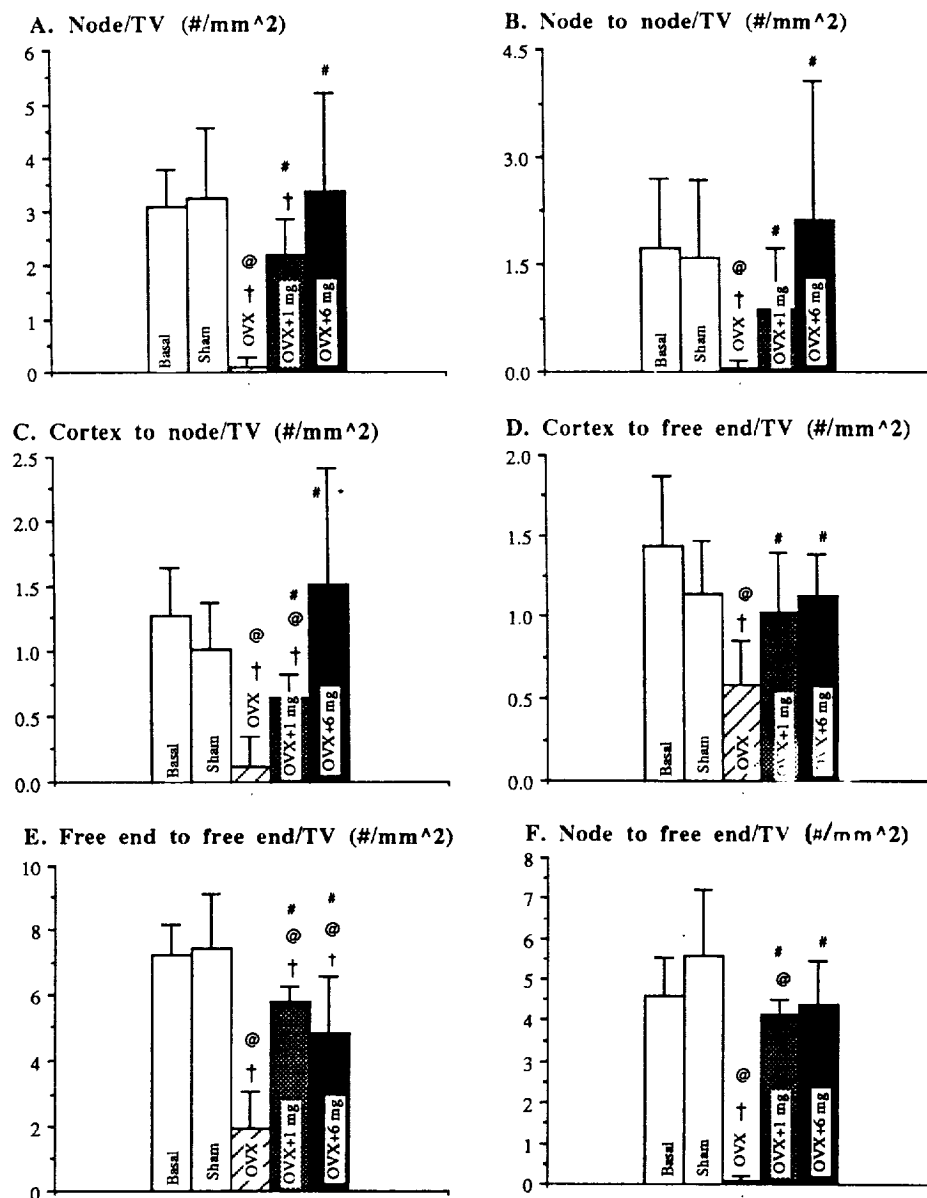 A. Node/TV (#/mm^2)
6
5
4
3
2
1
0
#
#
†
@
†
Basal
Sham
OVX
OVX+1 mg
OVX+6 mg
B. Node to node/TV (#/mm^2)
4.5
3.0
1.5
0.0
#
#
@
†
Basal
Sham
OVX
OVX+1 mg
OVX+6 mg
C. Cortex to node/TV (#/mm^2)
2.5
2.0
1.5
1.0
0.5
0.0
#
#
@
†
@
†
Basal
Sham
OVX
OVX+1 mg
OVX+6 mg
D. Cortex to free end/TV (#/mm^2)
2.0
1.5
1.0
0.5
0.0
#
#
@
†
Basal
Sham
OVX
OVX+1 mg
OVX+6 mg
E. Free end to free end/TV (#/mm^2)
10
8
6
4
2
0
#
@
†
#
@
†
@
†
Basal
Sham
OVX
OVX+1 mg
OVX+6 mg
F. Node to free end/TV (#/mm^2)
8
7
6
5
4
3
2
1
0
#
@
#
@
†
Basal
Sham
OVX
OVX+1 mg
OVX+6 mg